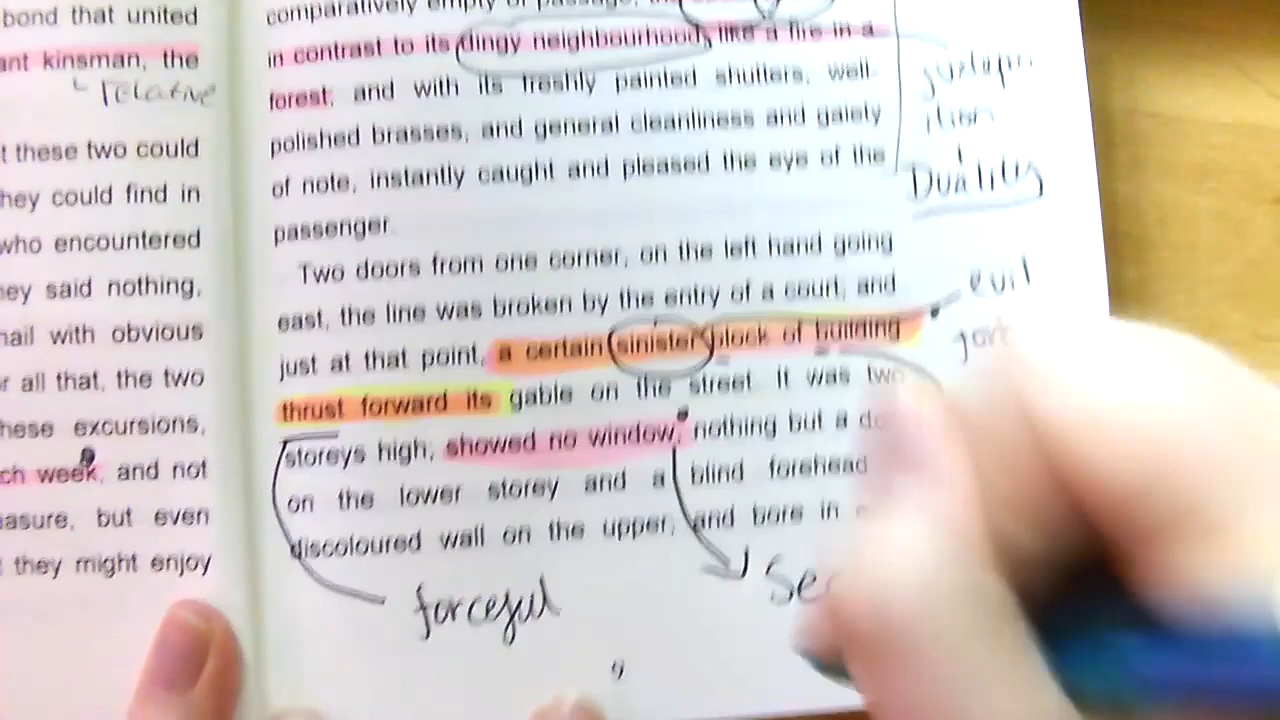 bond that united
ant kinsman, the
relative
t these two could
hey could find in
who encountered
hey said nothing,
hail with obvious
r all that, the two
hese excursions,
ch week, and not
easure, but even
they might enjoy
comparatively empty of passage, the
in contrast to its dingy neighbourhood, like a fire in a
forest; and with its freshly painted shutters, well-
polished brasses, and general cleanliness and gaiety
of note, instantly caught and pleased the eye of the
passenger.
Two doors from one corner, on the left hand going
east, the line was broken by the entry of a court; and
just at that point, a certain sinister block of building
thrust forward its gable on the street. It was two
storeys high; showed no window, nothing but a do
on the lower storey and a blind forehead
discoloured wall on the upper; and bore in
Duality
evil
forceful
Sec
9